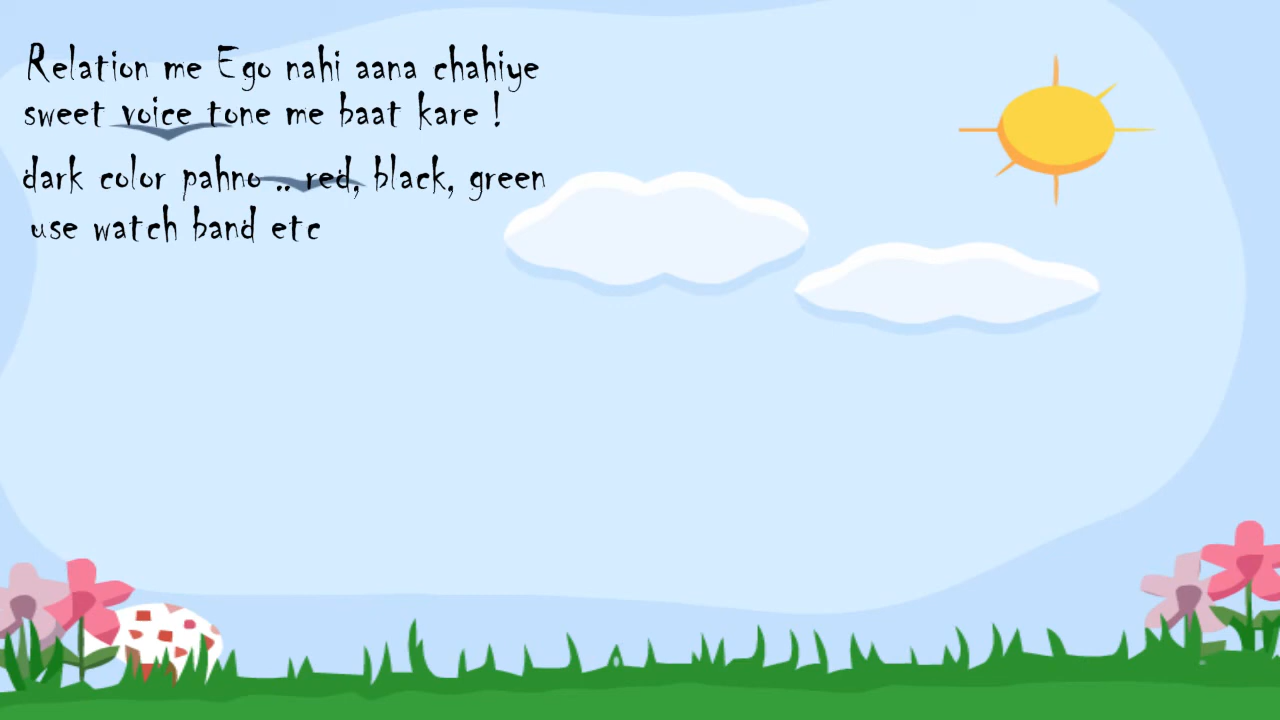 Relation me Ego nahi aana chahiye
sweet voice tone me baat kare !
dark color pahno .. red, black, green
use watch band etc